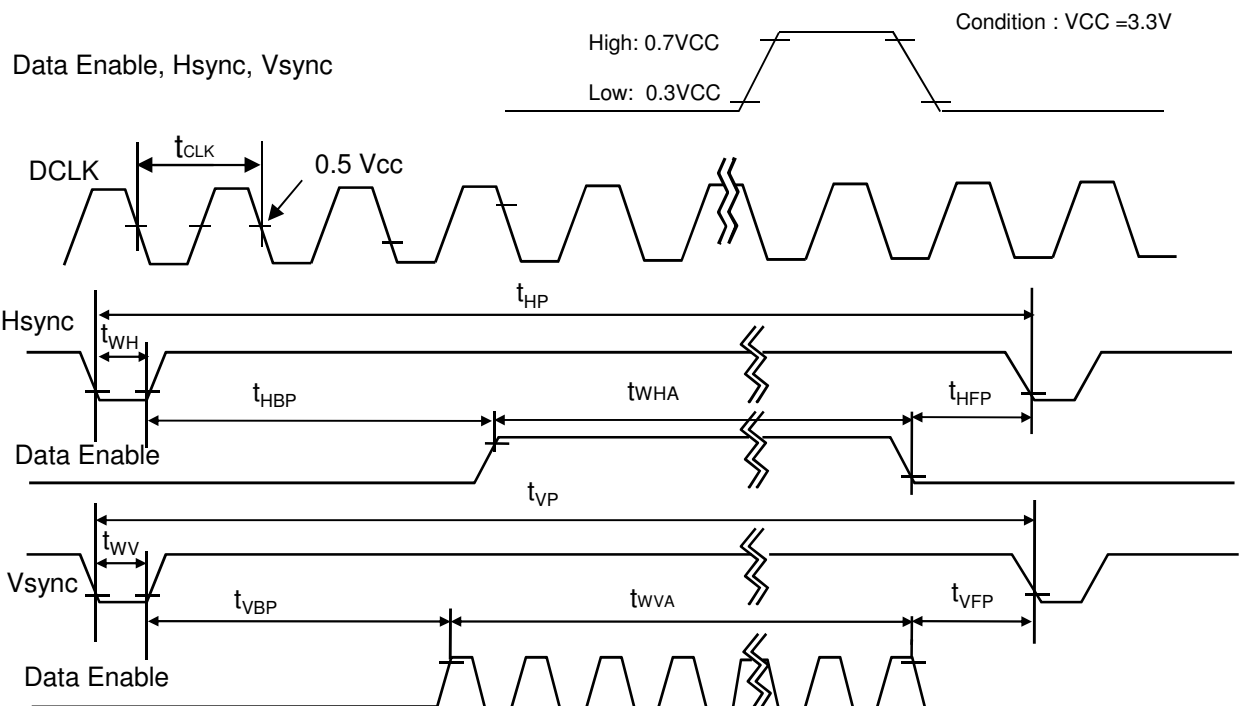 Condition : VCC =3.3V
High: 0.7VCC
Data Enable, Hsync, Vsync
Low: 0.3VCC
tCLK
0.5 Vcc
DCLK
tHP
Hsync
tWH
tHBP
tWHA
tHFP
Data Enable
tVP
tWV
Vsync
tVBP
tWVA
tVFP
Data Enable